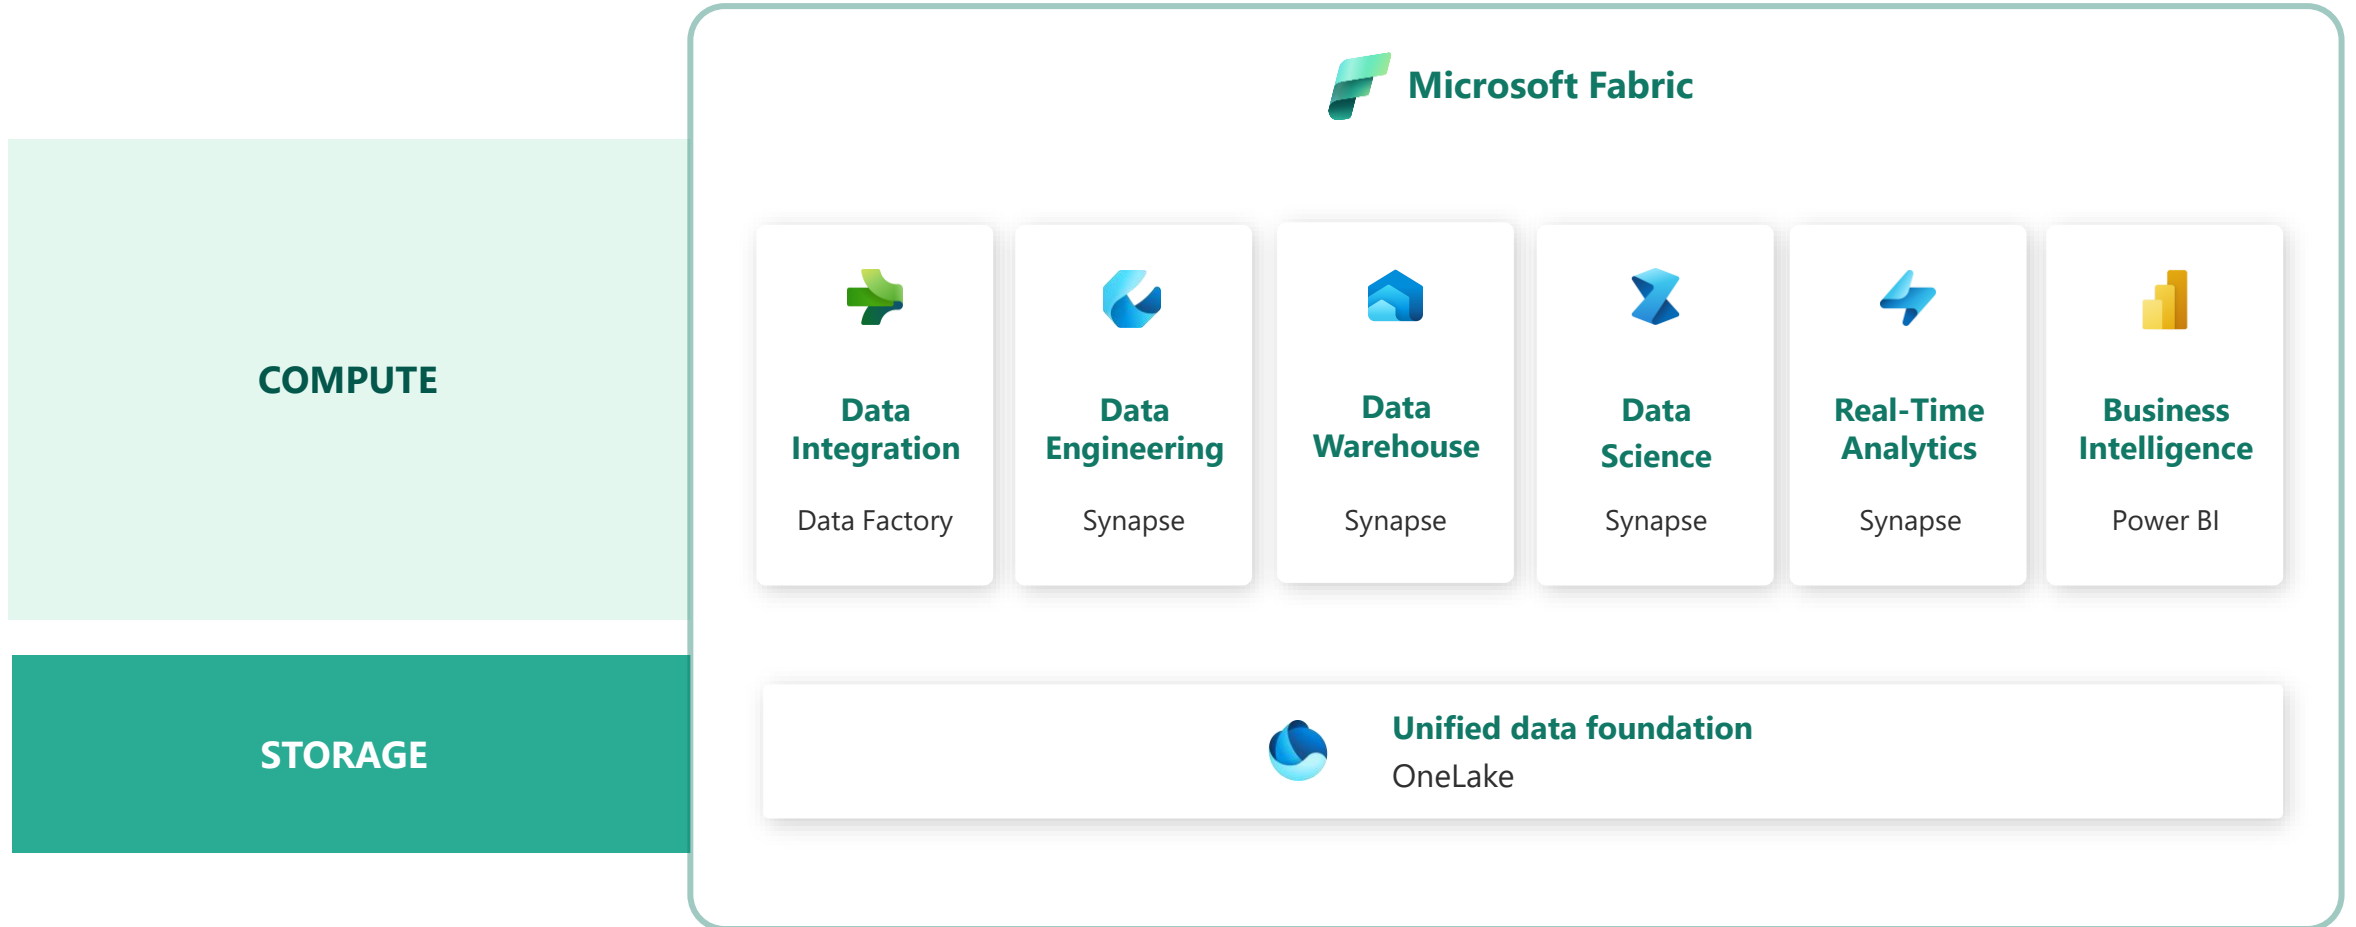 Microsoft Fabric
COMPUTE
Data
Integration
Data Factory
Data
Engineering
Synapse
Data
Warehouse
Synapse
Data
Science
Synapse
Real-Time
Analytics
Synapse
Business
Intelligence
Power BI
STORAGE
Unified data foundation
OneLake